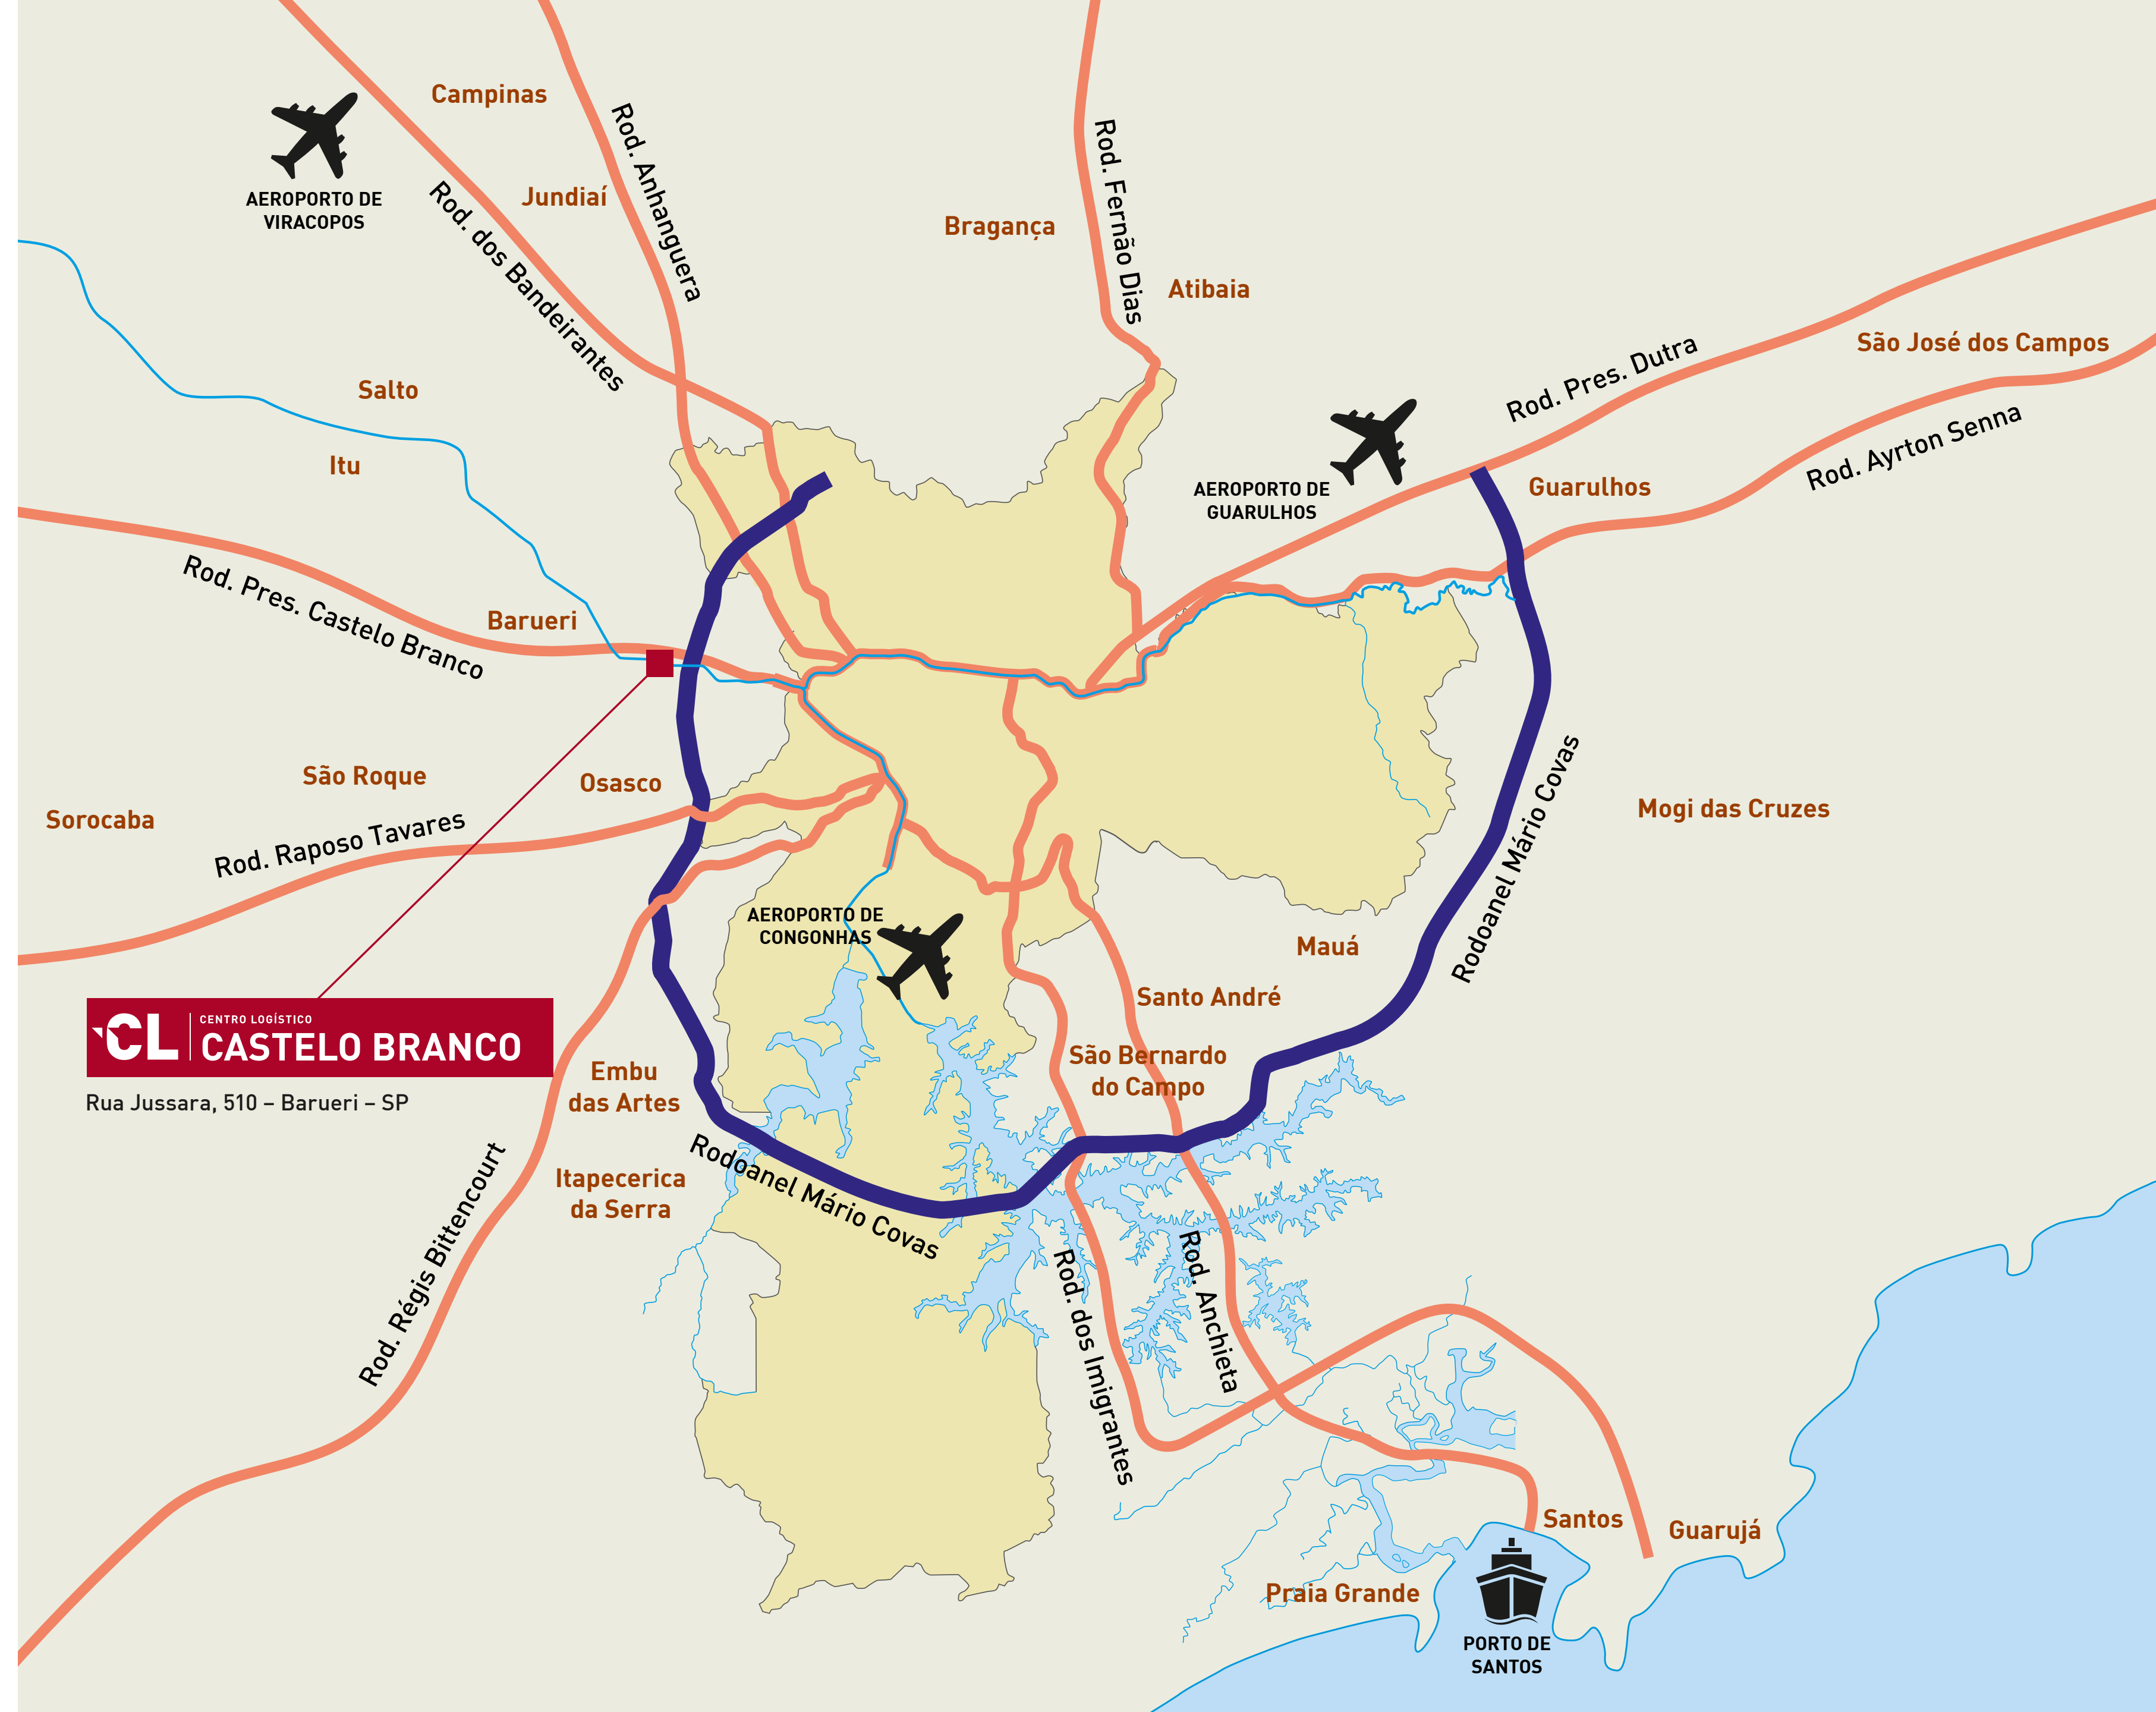 Campinas
Rod. Anhanguera
Rod. Fernão Dias
AEROPORTO DE
VIRACOPOS
Jundiaí
Rod. dos Bandeirantes
Bragança
Atibaia
Rod. Pres. Dutra
São José dos Campos
Salto
Rod. Ayrton Senna
Itu
AEROPORTO DE
GUARULHOS
Guarulhos
Rod. Pres. Castelo Branco
Barueri
São Roque
Osasco
Sorocaba
Rod. Raposo Tavares
Mogi das Cruzes
Rodoanel Mário Covas
AEROPORTO DE
CONGONHAS
Mauá
Santo André
CL
CENTRO LOGÍSTICO
CASTELO BRANCO
Rua Jussara, 510 – Barueri – SP
São Bernardo
do Campo
Embu
das Artes
Itapecerica
da Serra
Rodoanel Mário Covas
Rod. Régis Bittencourt
Rod. dos Imigrantes
Rod. Anchieta
Santos
Guarujá
Praia Grande
PORTO DE
SANTOS